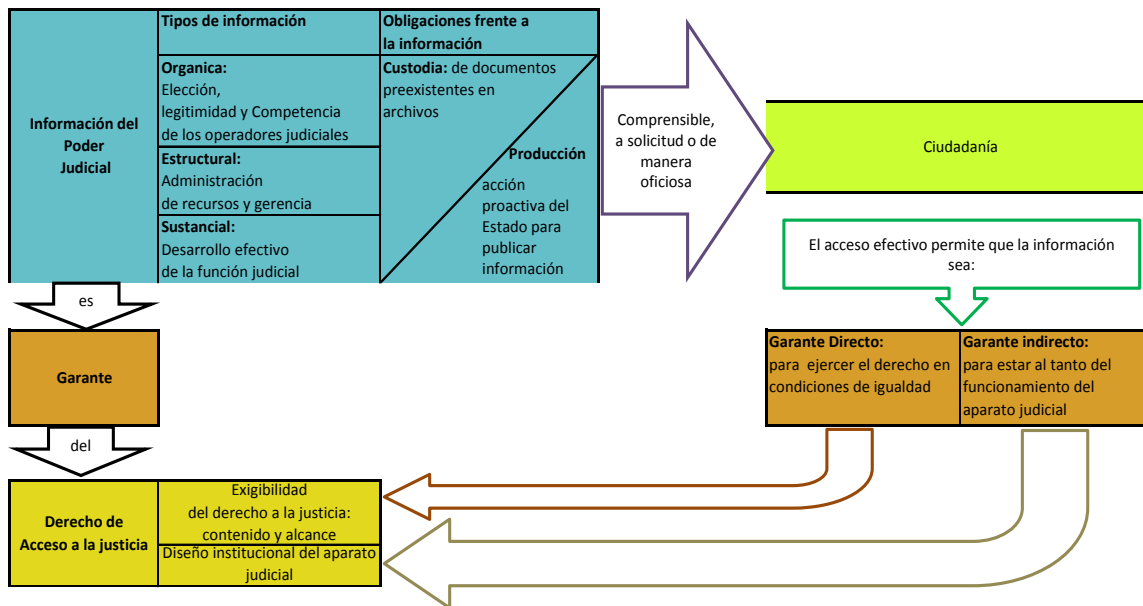 Tipos de información
Obligaciones frente a
la información
Información del
Poder
Judicial
Organica:
Elección,
legitimidad y Competencia
de los operadores judiciales
Estructural:
Administración
de recursos y gerencia
Sustancial:
Desarrollo efectivo
de la función judicial
Custodia: de documentos
preexistentes en
archivos
Producción
acción
proactiva del
Estado para
publicar
información
Comprensible,
a solicitud o de
manera
oficiosa
Ciudadanía
El acceso efectivo permite que la información
sea:
es
Garante
Garante Directo:
para ejercer el derecho en
condiciones de igualdad
Garante indirecto:
para estar al tanto del
funcionamiento del
aparato judicial
del
Derecho de
Acceso a la justicia
Exigibilidad
del derecho a la justicia:
contenido y alcance
Diseño institucional del aparato
judicial